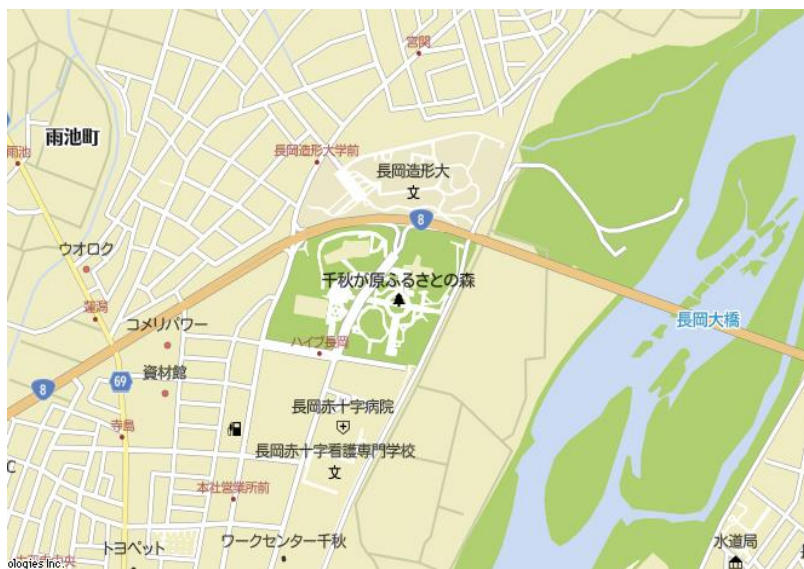 宮関
雨池町
雨池
長岡造形大学前
長岡造形大
8
ウオロク
千秋が原ふるさとの森
蓮潟
コメリパワー
長岡大橋
ハイブ長岡
8
69
資材館
長岡赤十字病院
寺島
長岡赤十字看護専門学校
C
本社営業所前
トヨペット
ワークセンター千秋
水道局
ologies Inc.